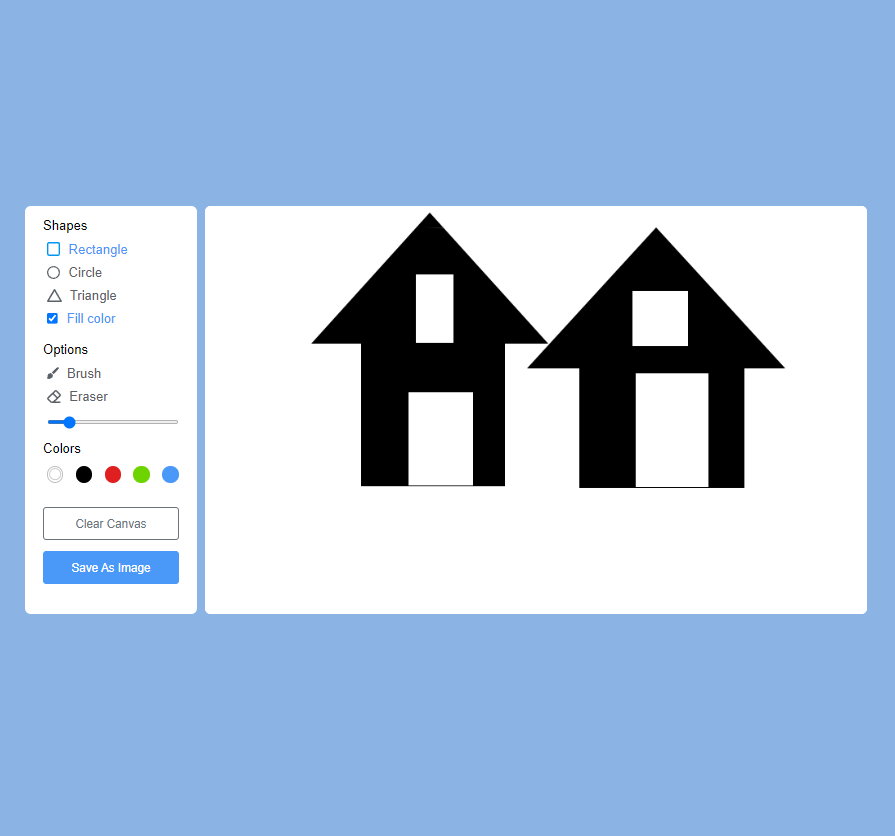 Shapes
Rectangle
Circle
Triangle
Fill color
Options
Brush
Eraser
Colors
Clear Canvas
Save As Image